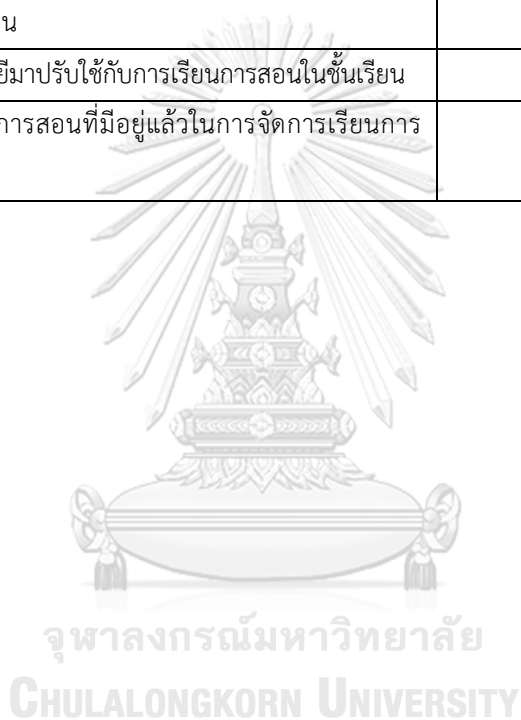 น
ยีมาปรับใช้กับการเรียนการสอนในชั้นเรียน
การสอนที่มีอยู่แล้วในการจัดการเรียนการ
จุฬาลงกรณ์มหาวิทยาลัย
CHULALONGKORN UNIVERSITY